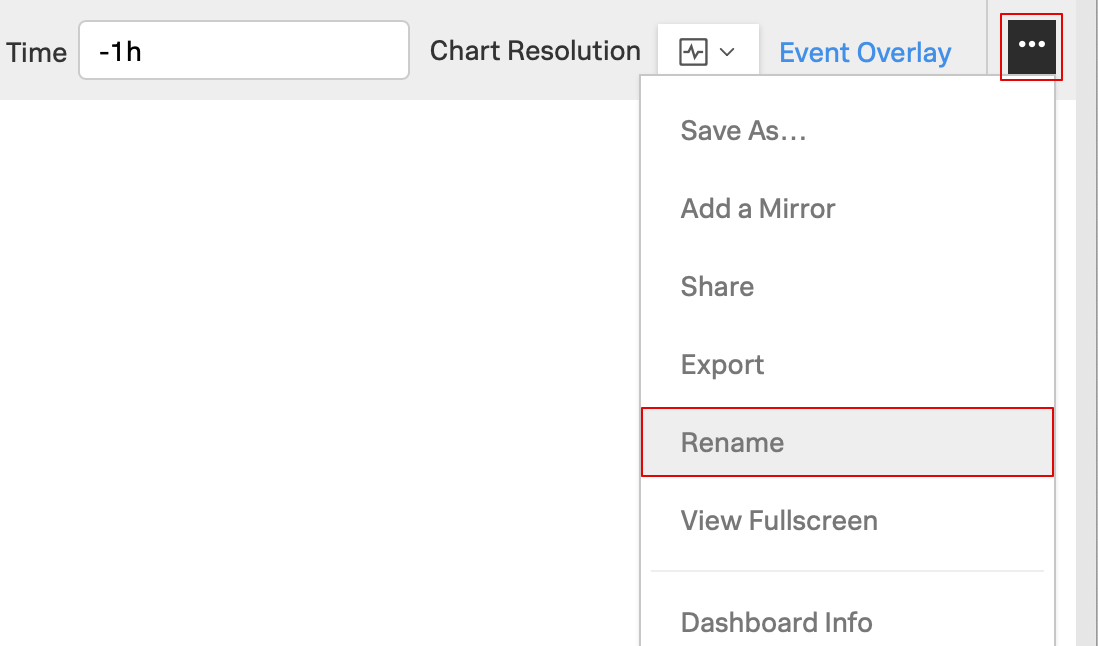 Time -1h Chart Resolution Event Overlay
Save As...
Add a Mirror
Share
Export
Rename
View Fullscreen
Dashboard Info